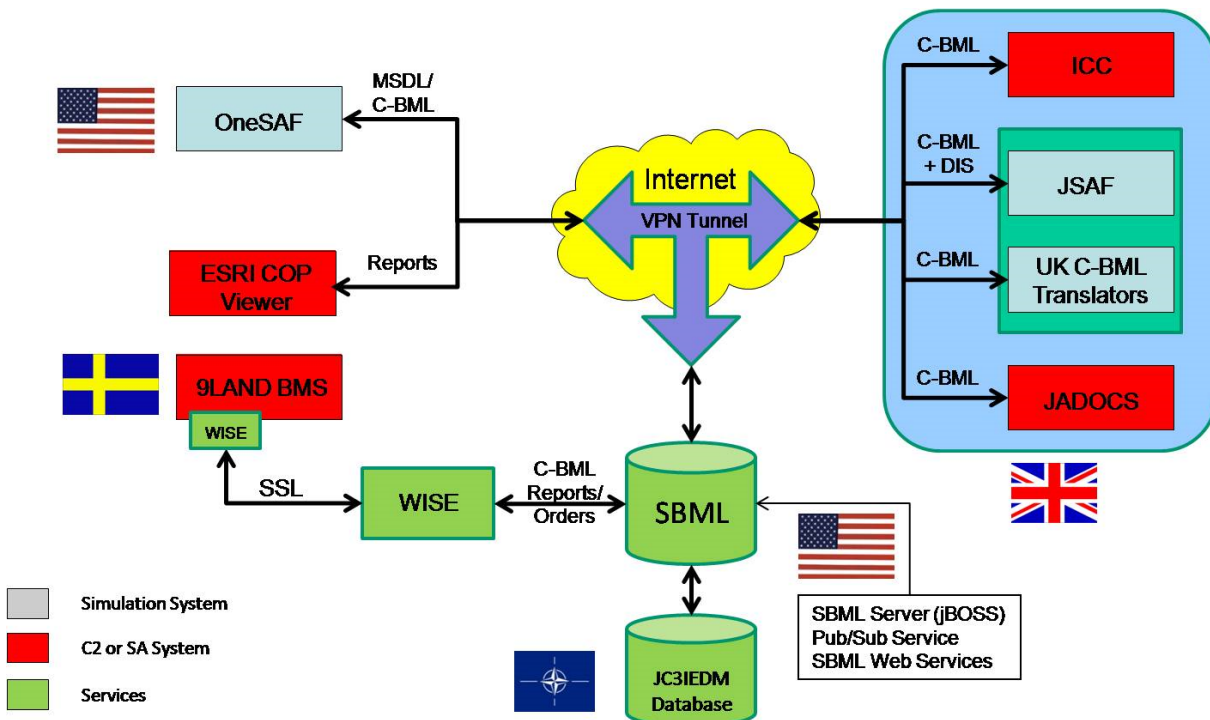 MSDL/
C-BML
OneSAF
ESRI COP
Viewer
Reports
9LAND BMS
WISE
SSL
WISE
C-BML
Reports/
Orders
Internet
VPN Tunnel
SBML
JC3IEDM
Database
C-BML
ICC
C-BML
+ DIS
JSAF
C-BML
UK C-BML
Translators
C-BML
JADOCS
SBML Server (jBOSS)
Pub/Sub Service
SBML Web Services
Simulation System
C2 or SA System
Services